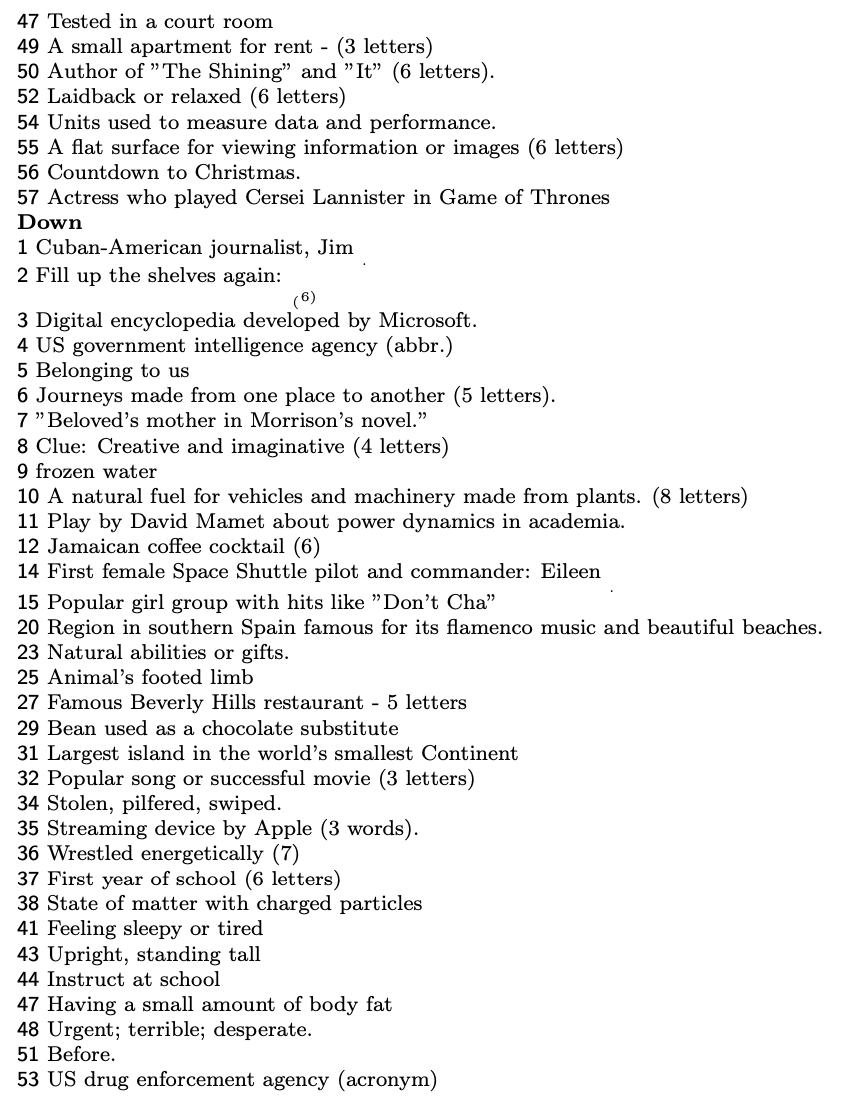 47 Tested in a court room
49 A small apartment for rent - (3 letters)
50 Author of "The Shining" and "It" (6 letters).
52 Laidback or relaxed (6 letters)
54 Units used to measure data and performance.
55 A flat surface for viewing information or images (6 letters)
56 Countdown to Christmas.
57 Actress who played Cersei Lannister in Game of Thrones
Down
1 Cuban-American journalist, Jim .
2 Fill up the shelves again:
(6)
3 Digital encyclopedia developed by Microsoft.
4 US government intelligence agency (abbr.)
5 Belonging to us
6 Journeys made from one place to another (5 letters).
7 "Beloved's mother in Morrison's novel."
8 Clue: Creative and imaginative (4 letters)
9 frozen water
10 A natural fuel for vehicles and machinery made from plants. (8 letters)
11 Play by David Mamet about power dynamics in academia.
12 Jamaican coffee cocktail (6)
14 First female Space Shuttle pilot and commander: Eileen .
15 Popular girl group with hits like "Don't Cha"
20 Region in southern Spain famous for its flamenco music and beautiful beaches.
23 Natural abilities or gifts.
25 Animal's footed limb
27 Famous Beverly Hills restaurant - 5 letters
29 Bean used as a chocolate substitute
31 Largest island in the world's smallest Continent
32 Popular song or successful movie (3 letters)
34 Stolen, pilfered, swiped.
35 Streaming device by Apple (3 words).
36 Wrestled energetically (7)
37 First year of school (6 letters)
38 State of matter with charged particles
41 Feeling sleepy or tired
43 Upright, standing tall
44 Instruct at school
47 Having a small amount of body fat
48 Urgent; terrible; desperate.
51 Before.
53 US drug enforcement agency (acronym)